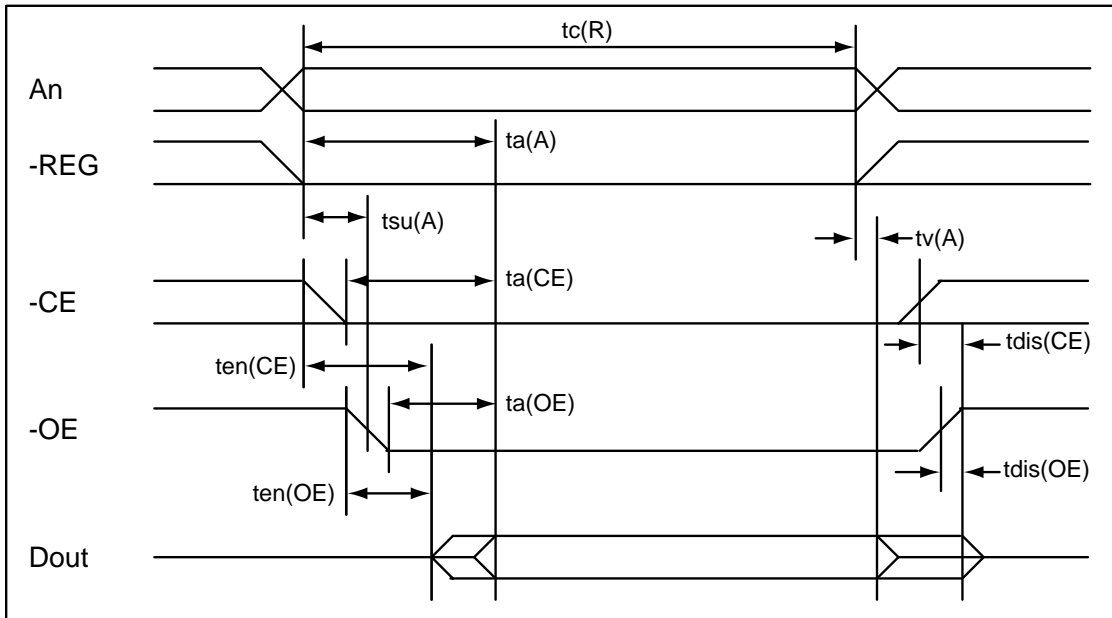 tc(R)
An
ta(A)
-REG
tsu(A)
tv(A)
ta(CE)
-CE
tdis(CE)
ten(CE)
ta(OE)
-OE
tdis(OE)
ten(OE)
Dout